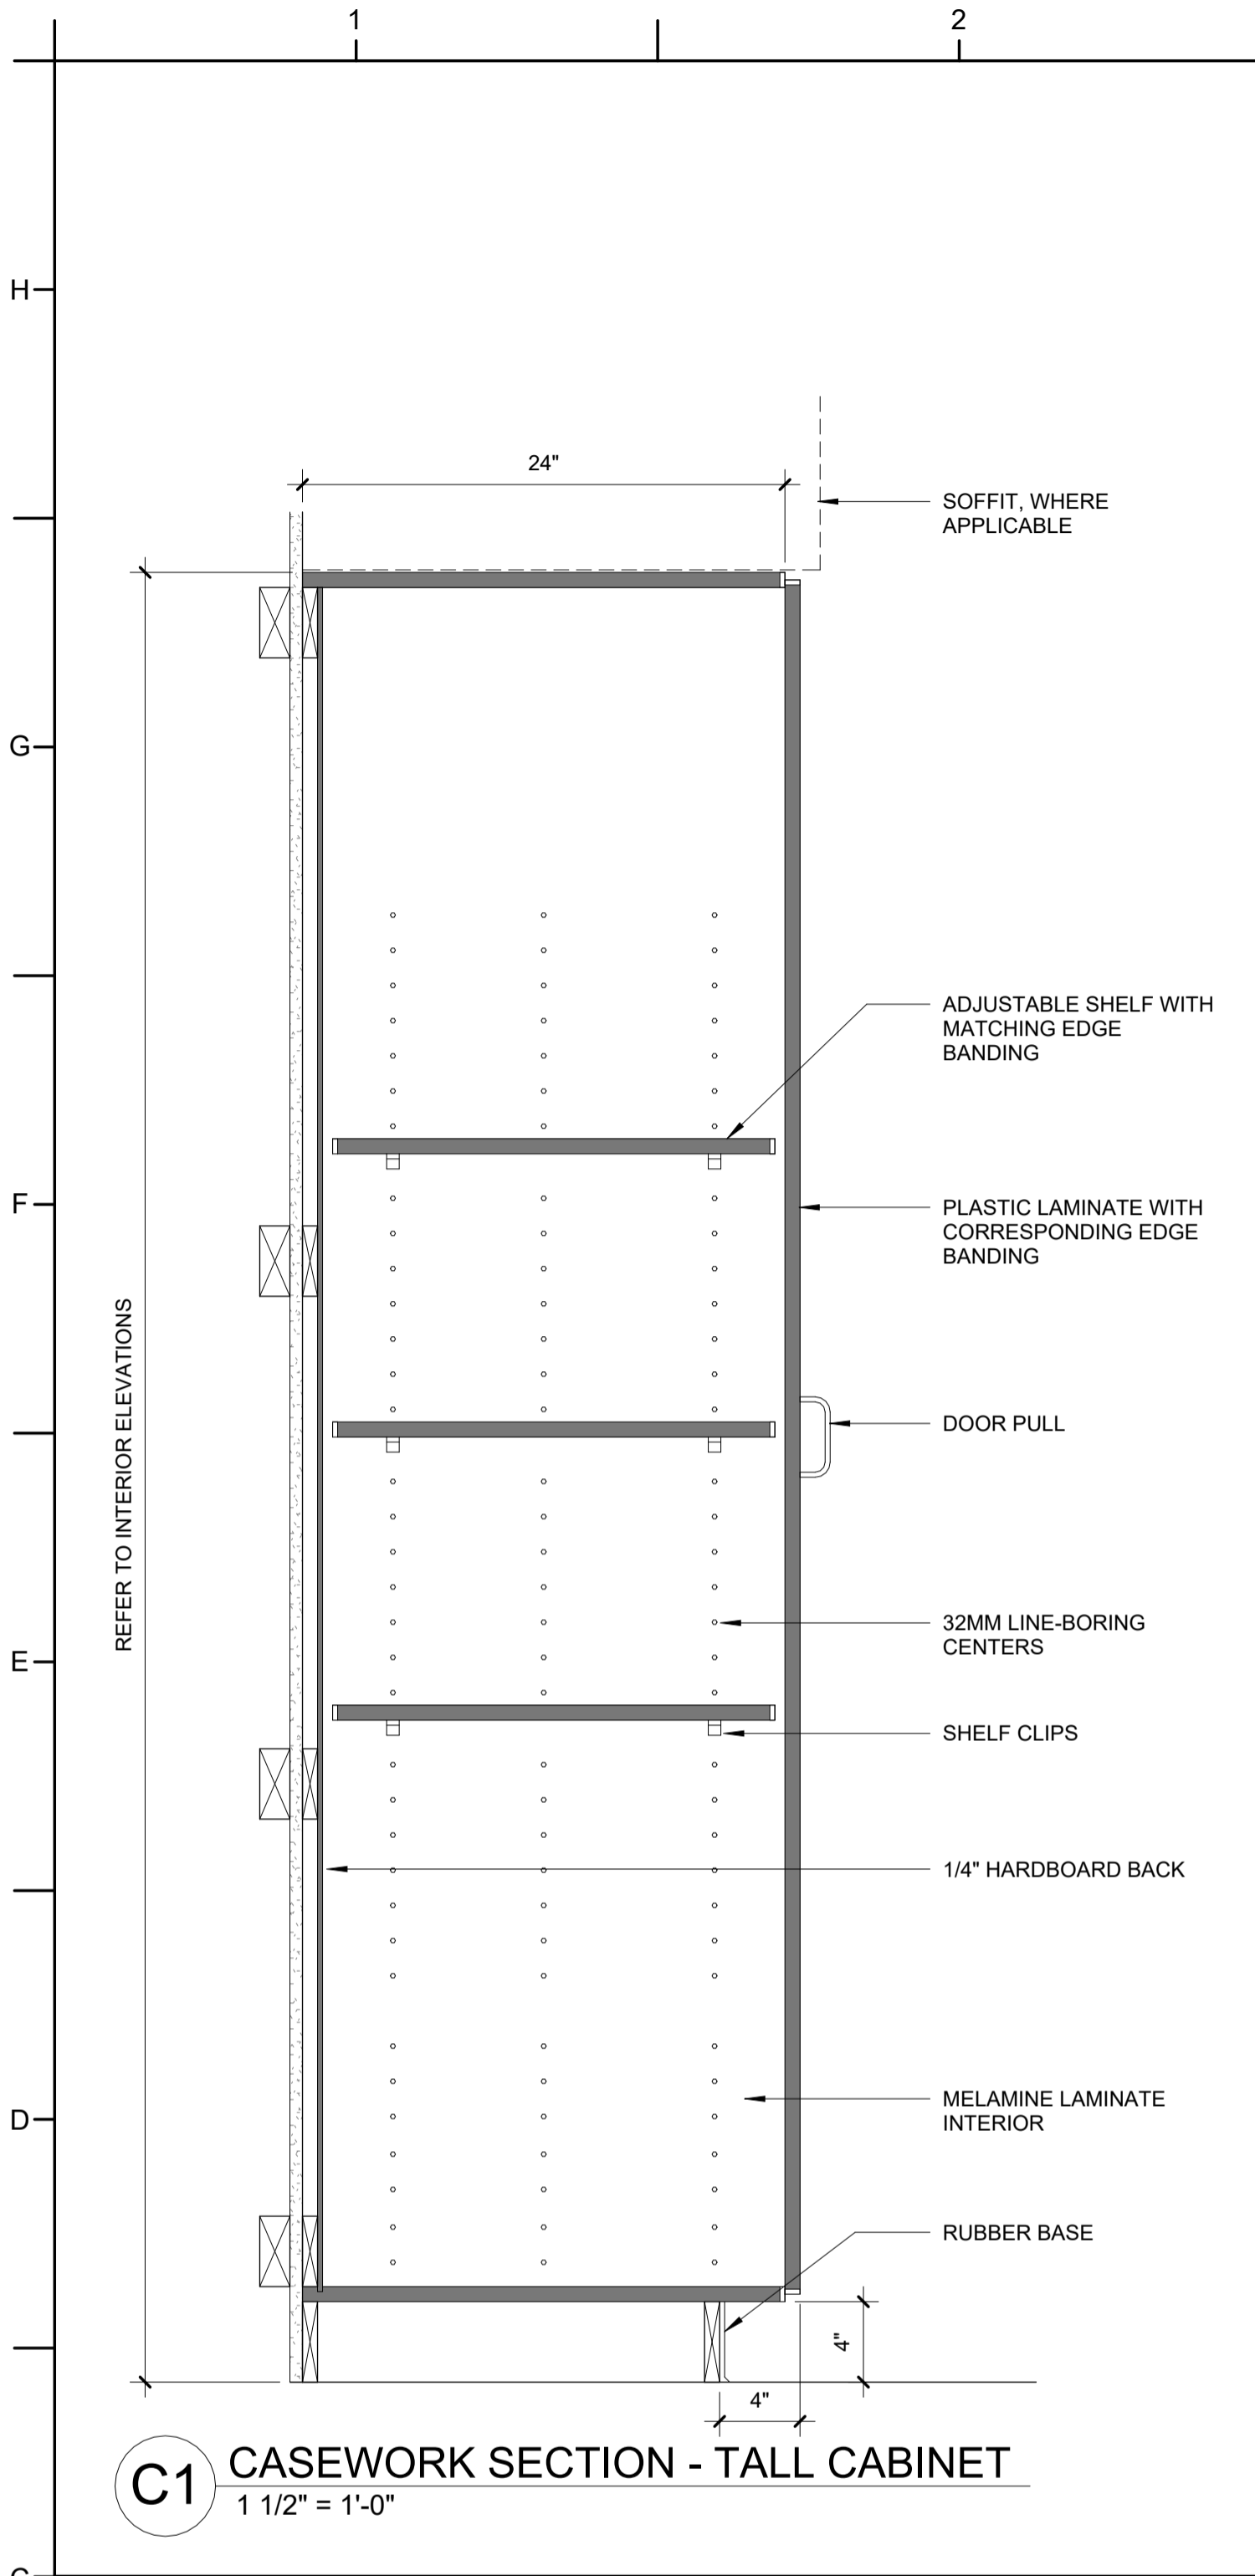 1
2
H
24"
SOFFIT, WHERE
APPLICABLE
G
ADJUSTABLE SHELF WITH
MATCHING EDGE
BANDING
F
PLASTIC LAMINATE WITH
CORRESPONDING EDGE
BANDING
REFER TO INTERIOR ELEVATIONS
DOOR PULL
32MM LINE-BORING
CENTERS
E
SHELF CLIPS
1/4" HARDBOARD BACK
D
MELAMINE LAMINATE
INTERIOR
RUBBER BASE
4"
4"
C1
CASEWORK SECTION - TALL CABINET
1 1/2" = 1'-0"